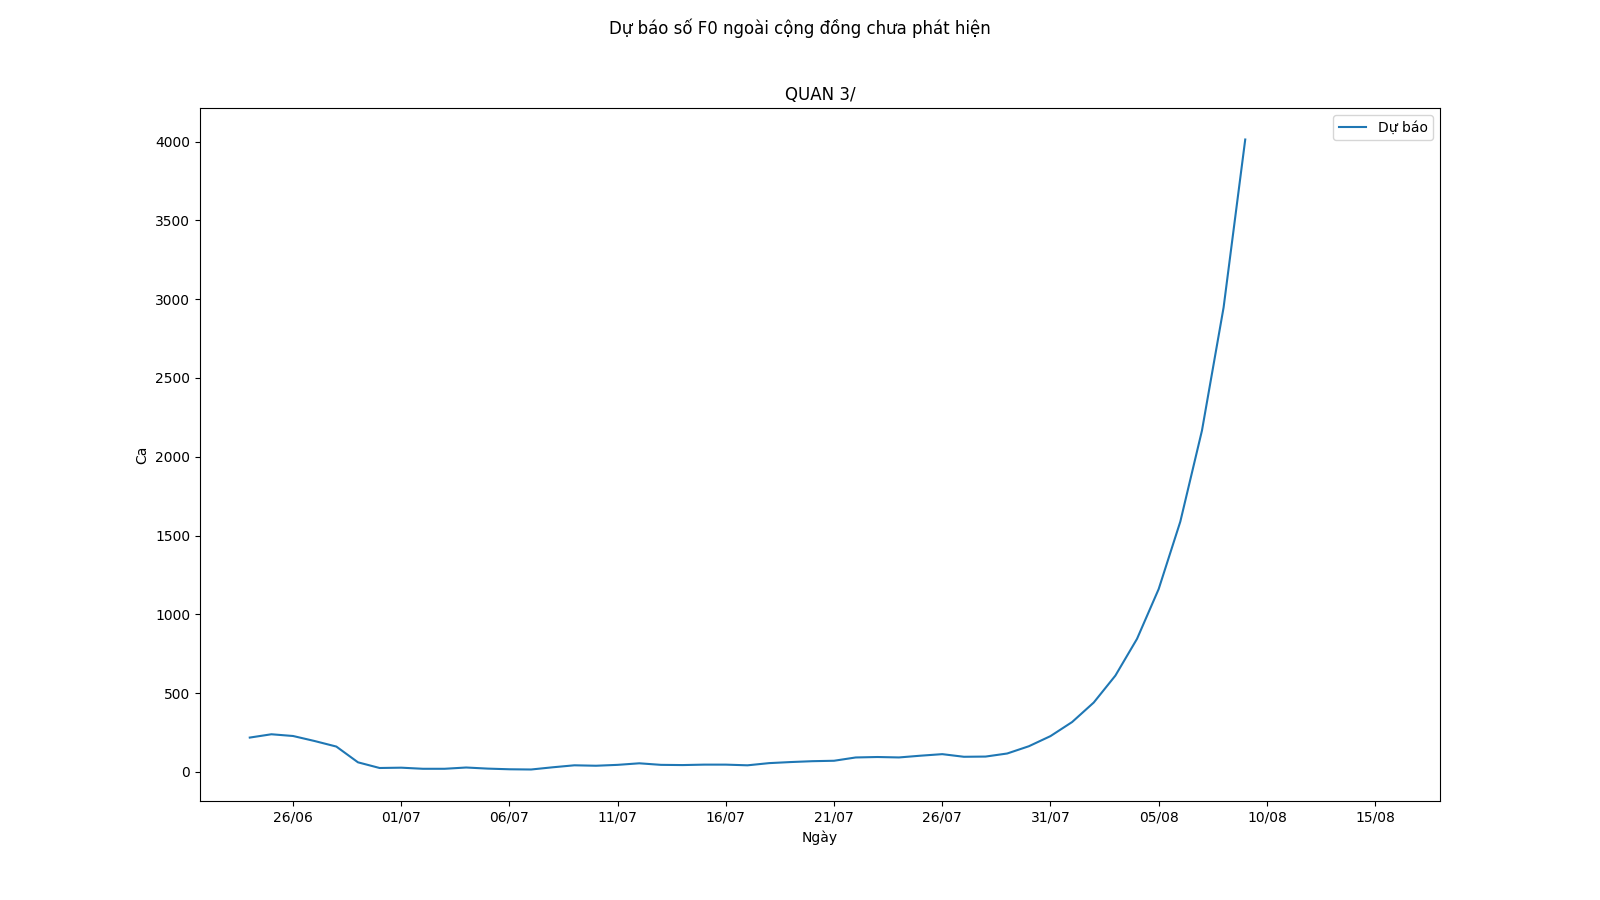 Dự báo số F0 ngoài cộng đồng chưa phát hiện
QUAN 3/
Dự báo
4000
3500
3000
2500
2000
1500
1000
500
0
Ca
26/06 01/07 06/07 11/07 16/07 21/07 26/07 31/07 05/08 10/08 15/08
Ngày